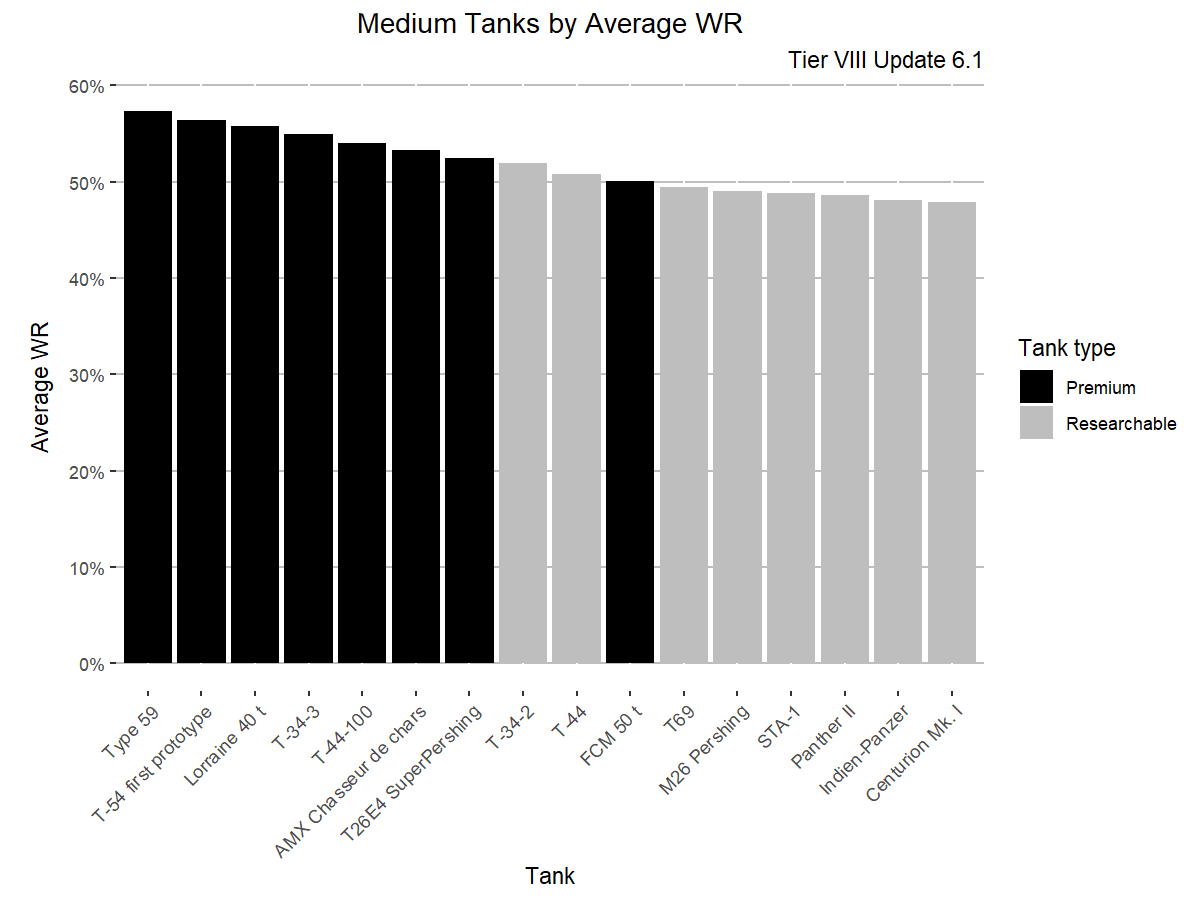 Medium Tanks by Average WR
Tier VIII Update 6.1
60%
50%
40%
30%
20%
10%
0%
Average WR
Type 59
T-54 first prototype
Lorraine 40 t
T-34-3
T-44-100
AMX Chasseur de chars
T26E4 SuperPershing
T-34-2
T-44
FCM 50 t
T69
M26 Pershing
STA-1
Panther II
Indien-Panzer
Centurion Mk. I
Tank
Tank type
Premium
Researchable